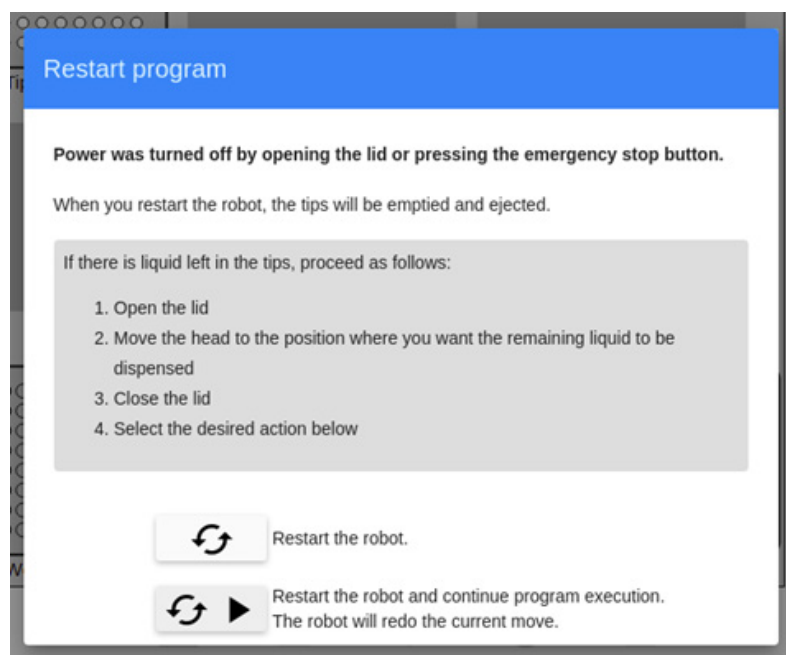 Restart program
Power was turned off by opening the lid or pressing the emergency stop button.
When you restart the robot, the tips will be emptied and ejected.
If there is liquid left in the tips, proceed as follows:
1. Open the lid
2. Move the head to the position where you want the remaining liquid to be
dispensed
3. Close the lid
4. Select the desired action below
Restart the robot.
Restart the robot and continue program execution.
The robot will redo the current move.